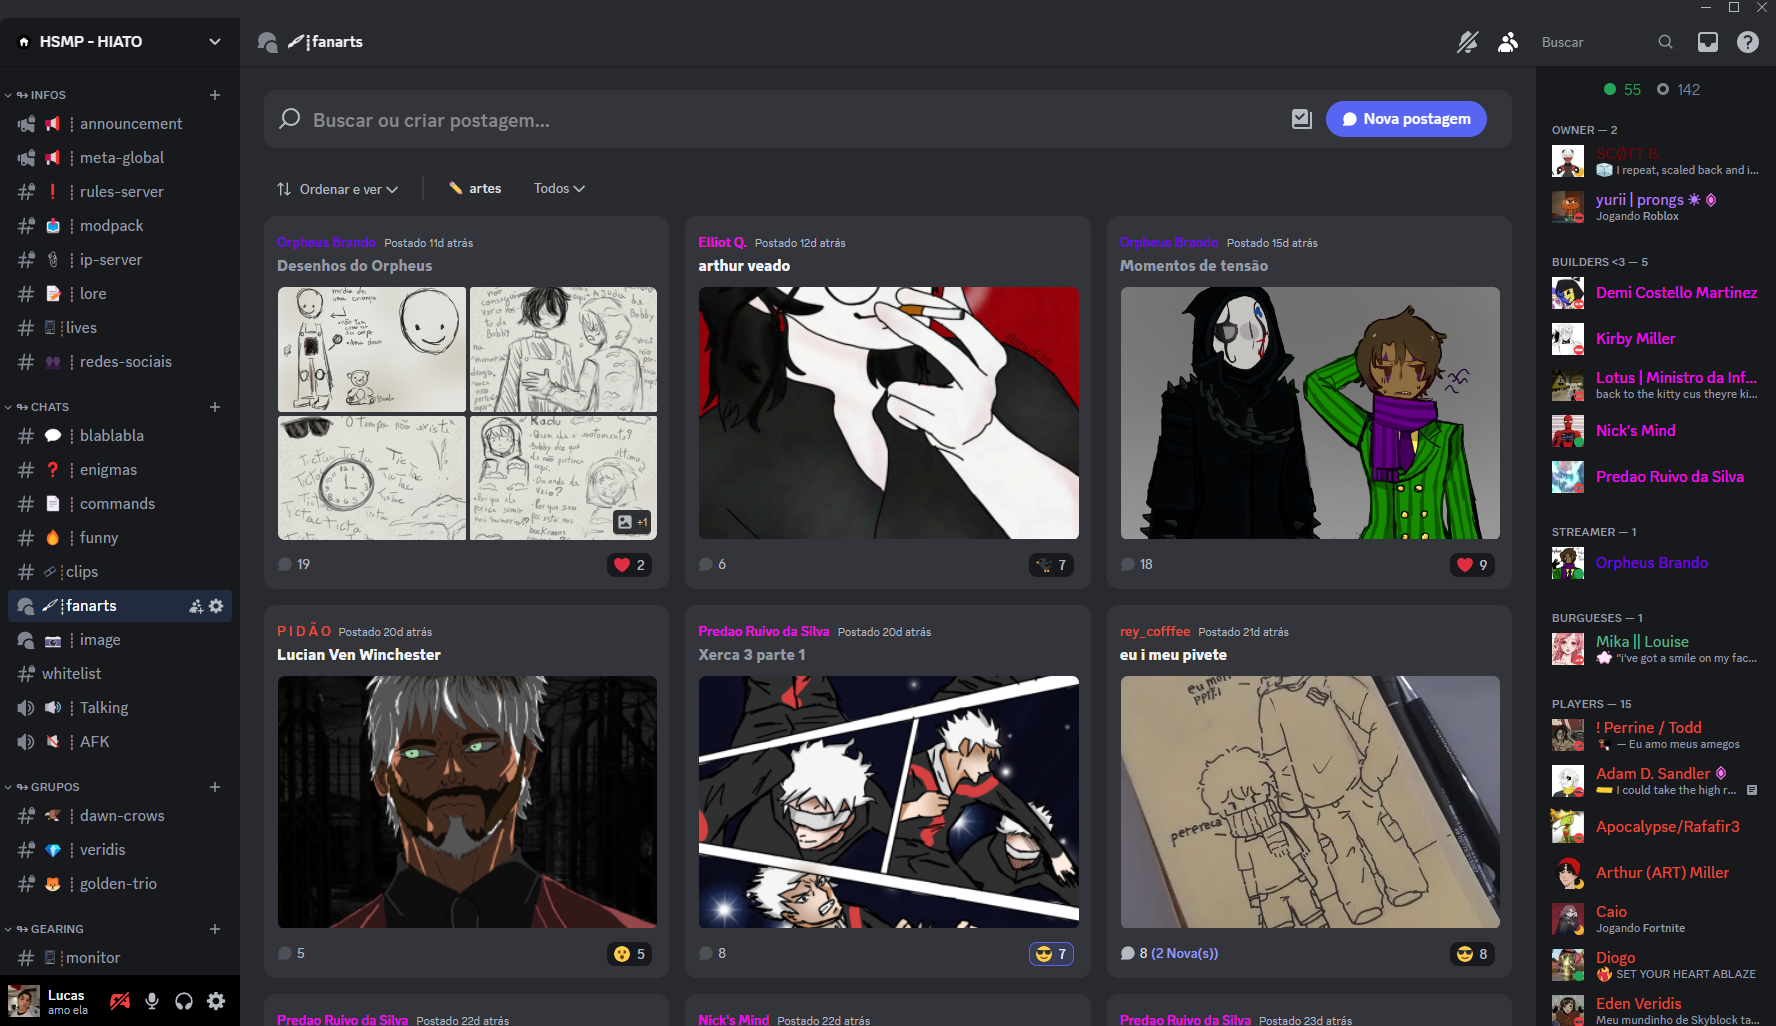 HSMP - HIATO
fanarts
Buscar
INFOS
announcement
meta-global
rules-server
modpack
ip-server
lore
lives
redes-sociais
CHATS
blablabla
enigmas
commands
funny
clips
fanarts
image
whitelist
Talking
AFK
GRUPOS
dawn-crows
veridis
golden-trio
GEARING
monitor
Lucas
amo ela
Buscar ou criar postagem...
Nova postagem
Ordenar e ver
artes
Todos
Orpheus Brando Postado 11d atrás
Desenhos do Orpheus
uma criança
Bobby
"O tempo não existe"
TicTac
Kadu
+1
19
2
Elliot Q. Postado 12d atrás
arthur veado
6
7
Orpheus Brando Postado 15d atrás
Momentos de tensão
18
9
PIDÃO Postado 20d atrás
Lucian Ven Winchester
5
5
Predao Ruivo da Silva Postado 20d atrás
Xerca 3 parte 1
8
7
rey_cofffee Postado 21d atrás
eu i meu pivete
perereca
8 (2 Nova(s))
8
Predao Ruivo da Silva Postado 22d atrás
Nick's Mind Postado 22d atrás
Predao Ruivo da Silva Postado 23d atrás
55 142
OWNER — 2
SCØTT B.
I repeat, scaled back and i...
yurii | prongs
Jogando Roblox
BUILDERS <3 — 5
Demi Costello Martinez
Kirby Miller
Lotus | Ministro da Inf...
back to the kitty cus theyre ki...
Nick's Mind
Predao Ruivo da Silva
STREAMER — 1
Orpheus Brando
BURGUESES — 1
Mika || Louise
"i've got a smile on my fac...
PLAYERS — 15
! Perrine / Todd
— Eu amo meus amegos
Adam D. Sandler
I could take the high r...
Apocalypse/Rafafir3
Arthur (ART) Miller
Caio
Jogando Fortnite
Diogo
SET YOUR HEART ABLAZE
Eden Veridis
Meu mundinho de Skyblock ta...